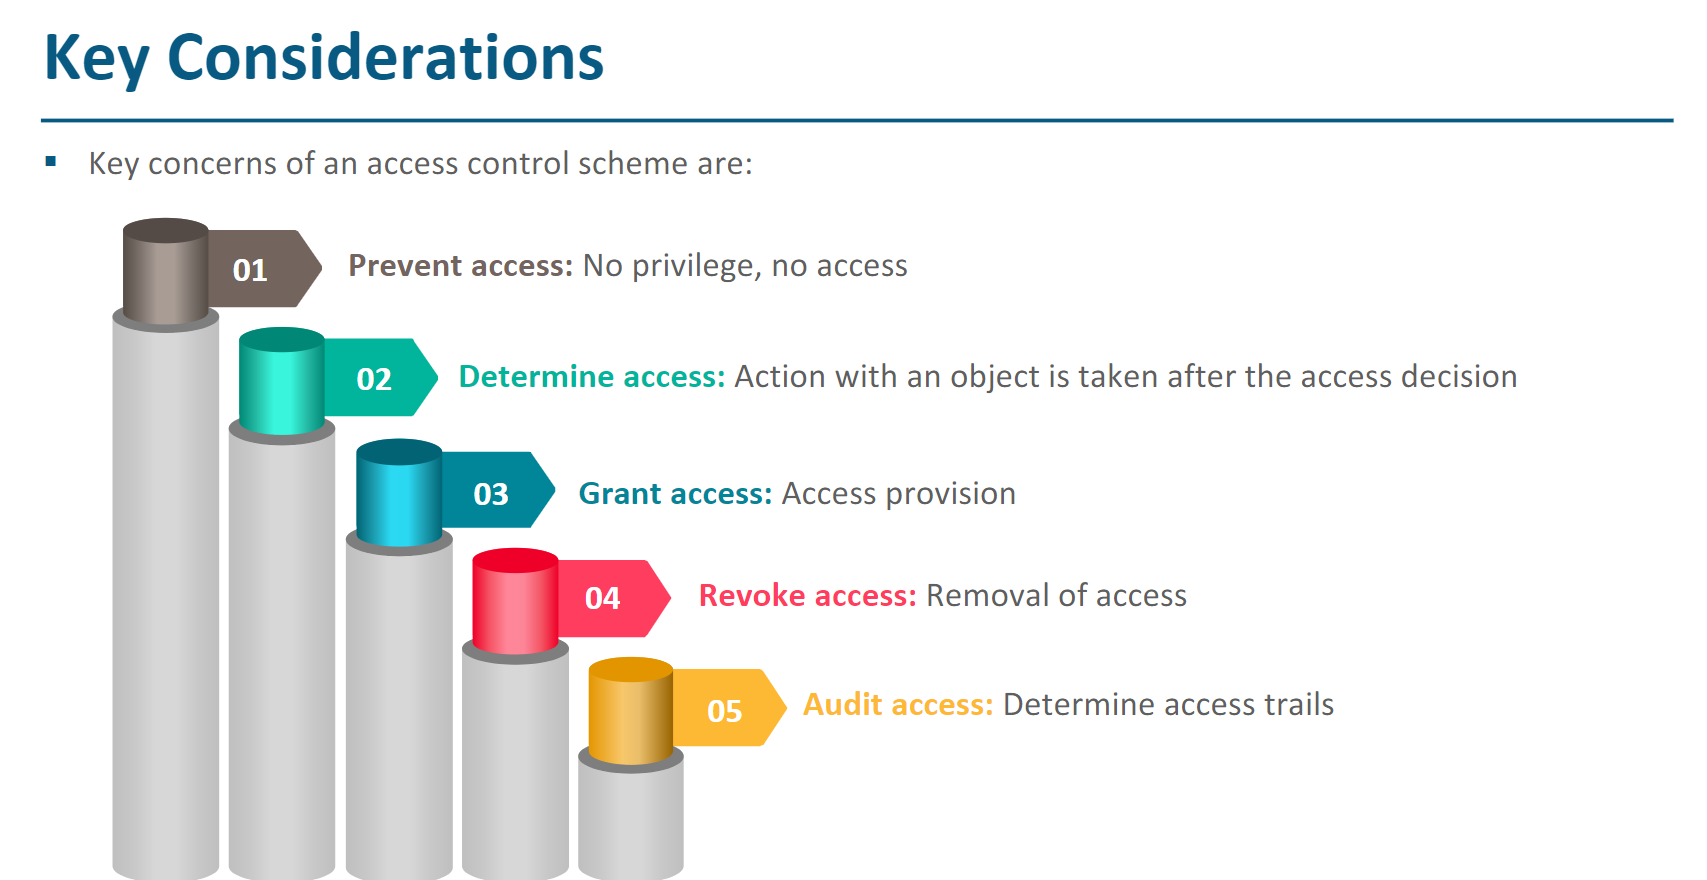 Key Considerations
Key concerns of an access control scheme are:
01 Prevent access: No privilege, no access
02 Determine access: Action with an object is taken after the access decision
03 Grant access: Access provision
04 Revoke access: Removal of access
05 Audit access: Determine access trails